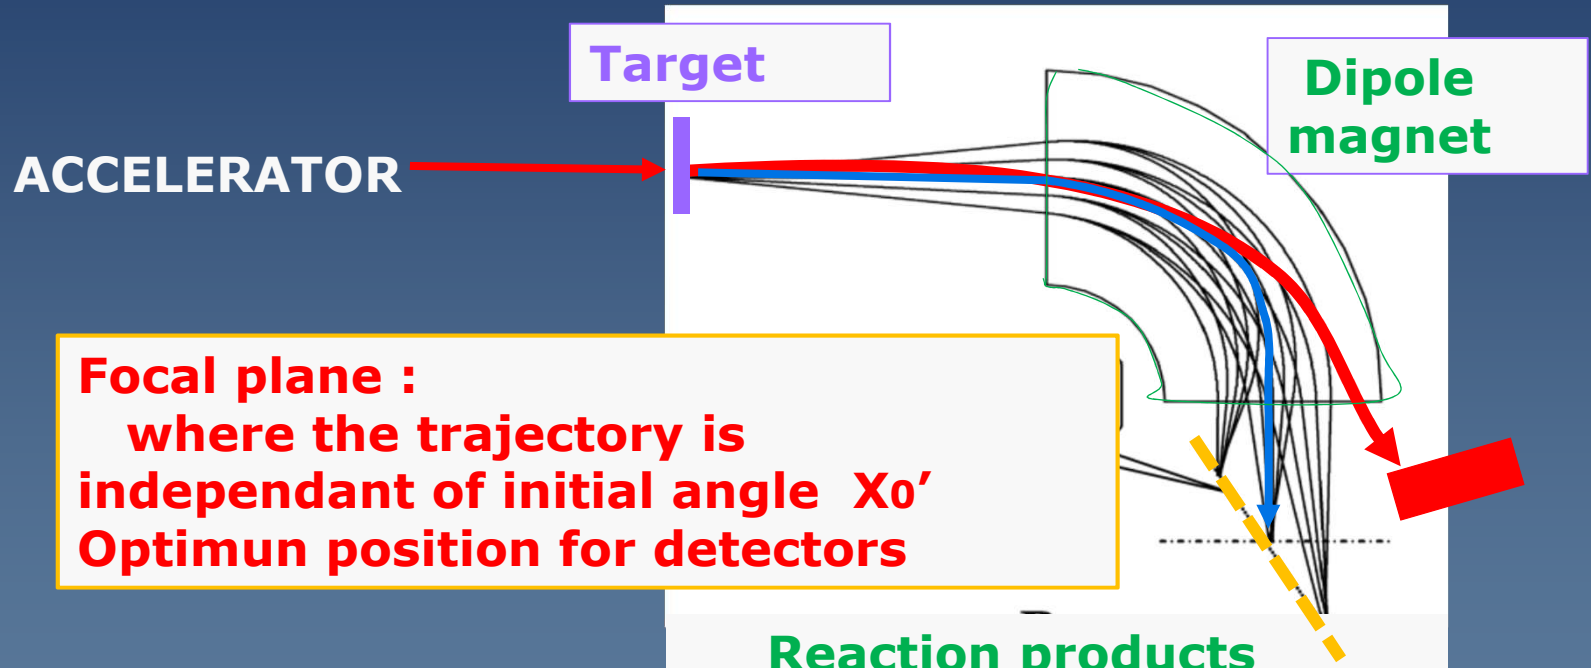 Target
Dipole
magnet
ACCELERATOR
Focal plane :
where the trajectory is
independant of initial angle X0’
Optimun position for detectors
Reaction products